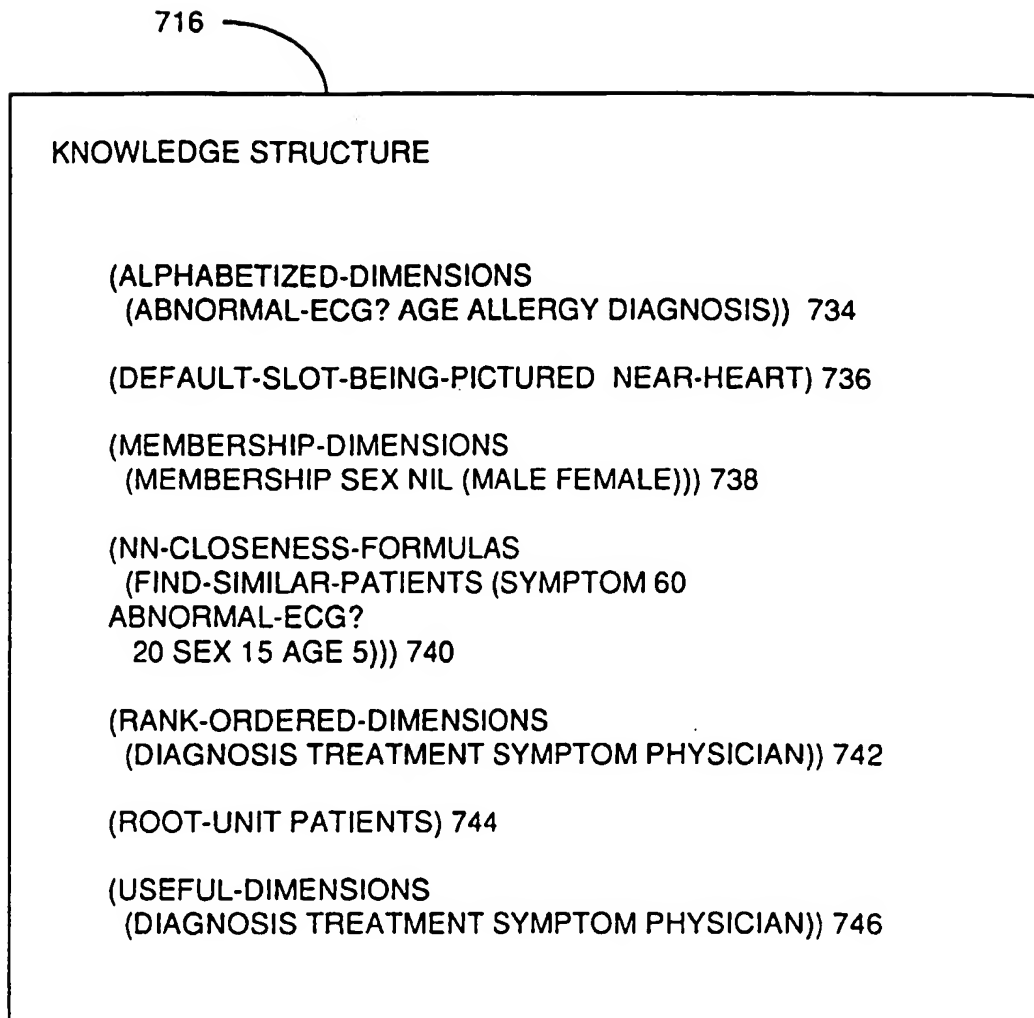 716
KNOWLEDGE STRUCTURE
(ALPHABETIZED-DIMENSIONS
(ABNORMAL-ECG? AGE ALLERGY DIAGNOSIS)) 734
(DEFAULT-SLOT-BEING-PICTURED NEAR-HEART) 736
(MEMBERSHIP-DIMENSIONS
(MEMBERSHIP SEX NIL (MALE FEMALE))) 738
(NN-CLOSENESS-FORMULAS
(FIND-SIMILAR-PATIENTS (SYMPTOM 60
ABNORMAL-ECG?
20 SEX 15 AGE 5))) 740
(RANK-ORDERED-DIMENSIONS
(DIAGNOSIS TREATMENT SYMPTOM PHYSICIAN)) 742
(ROOT-UNIT PATIENTS) 744
(USEFUL-DIMENSIONS
(DIAGNOSIS TREATMENT SYMPTOM PHYSICIAN)) 746